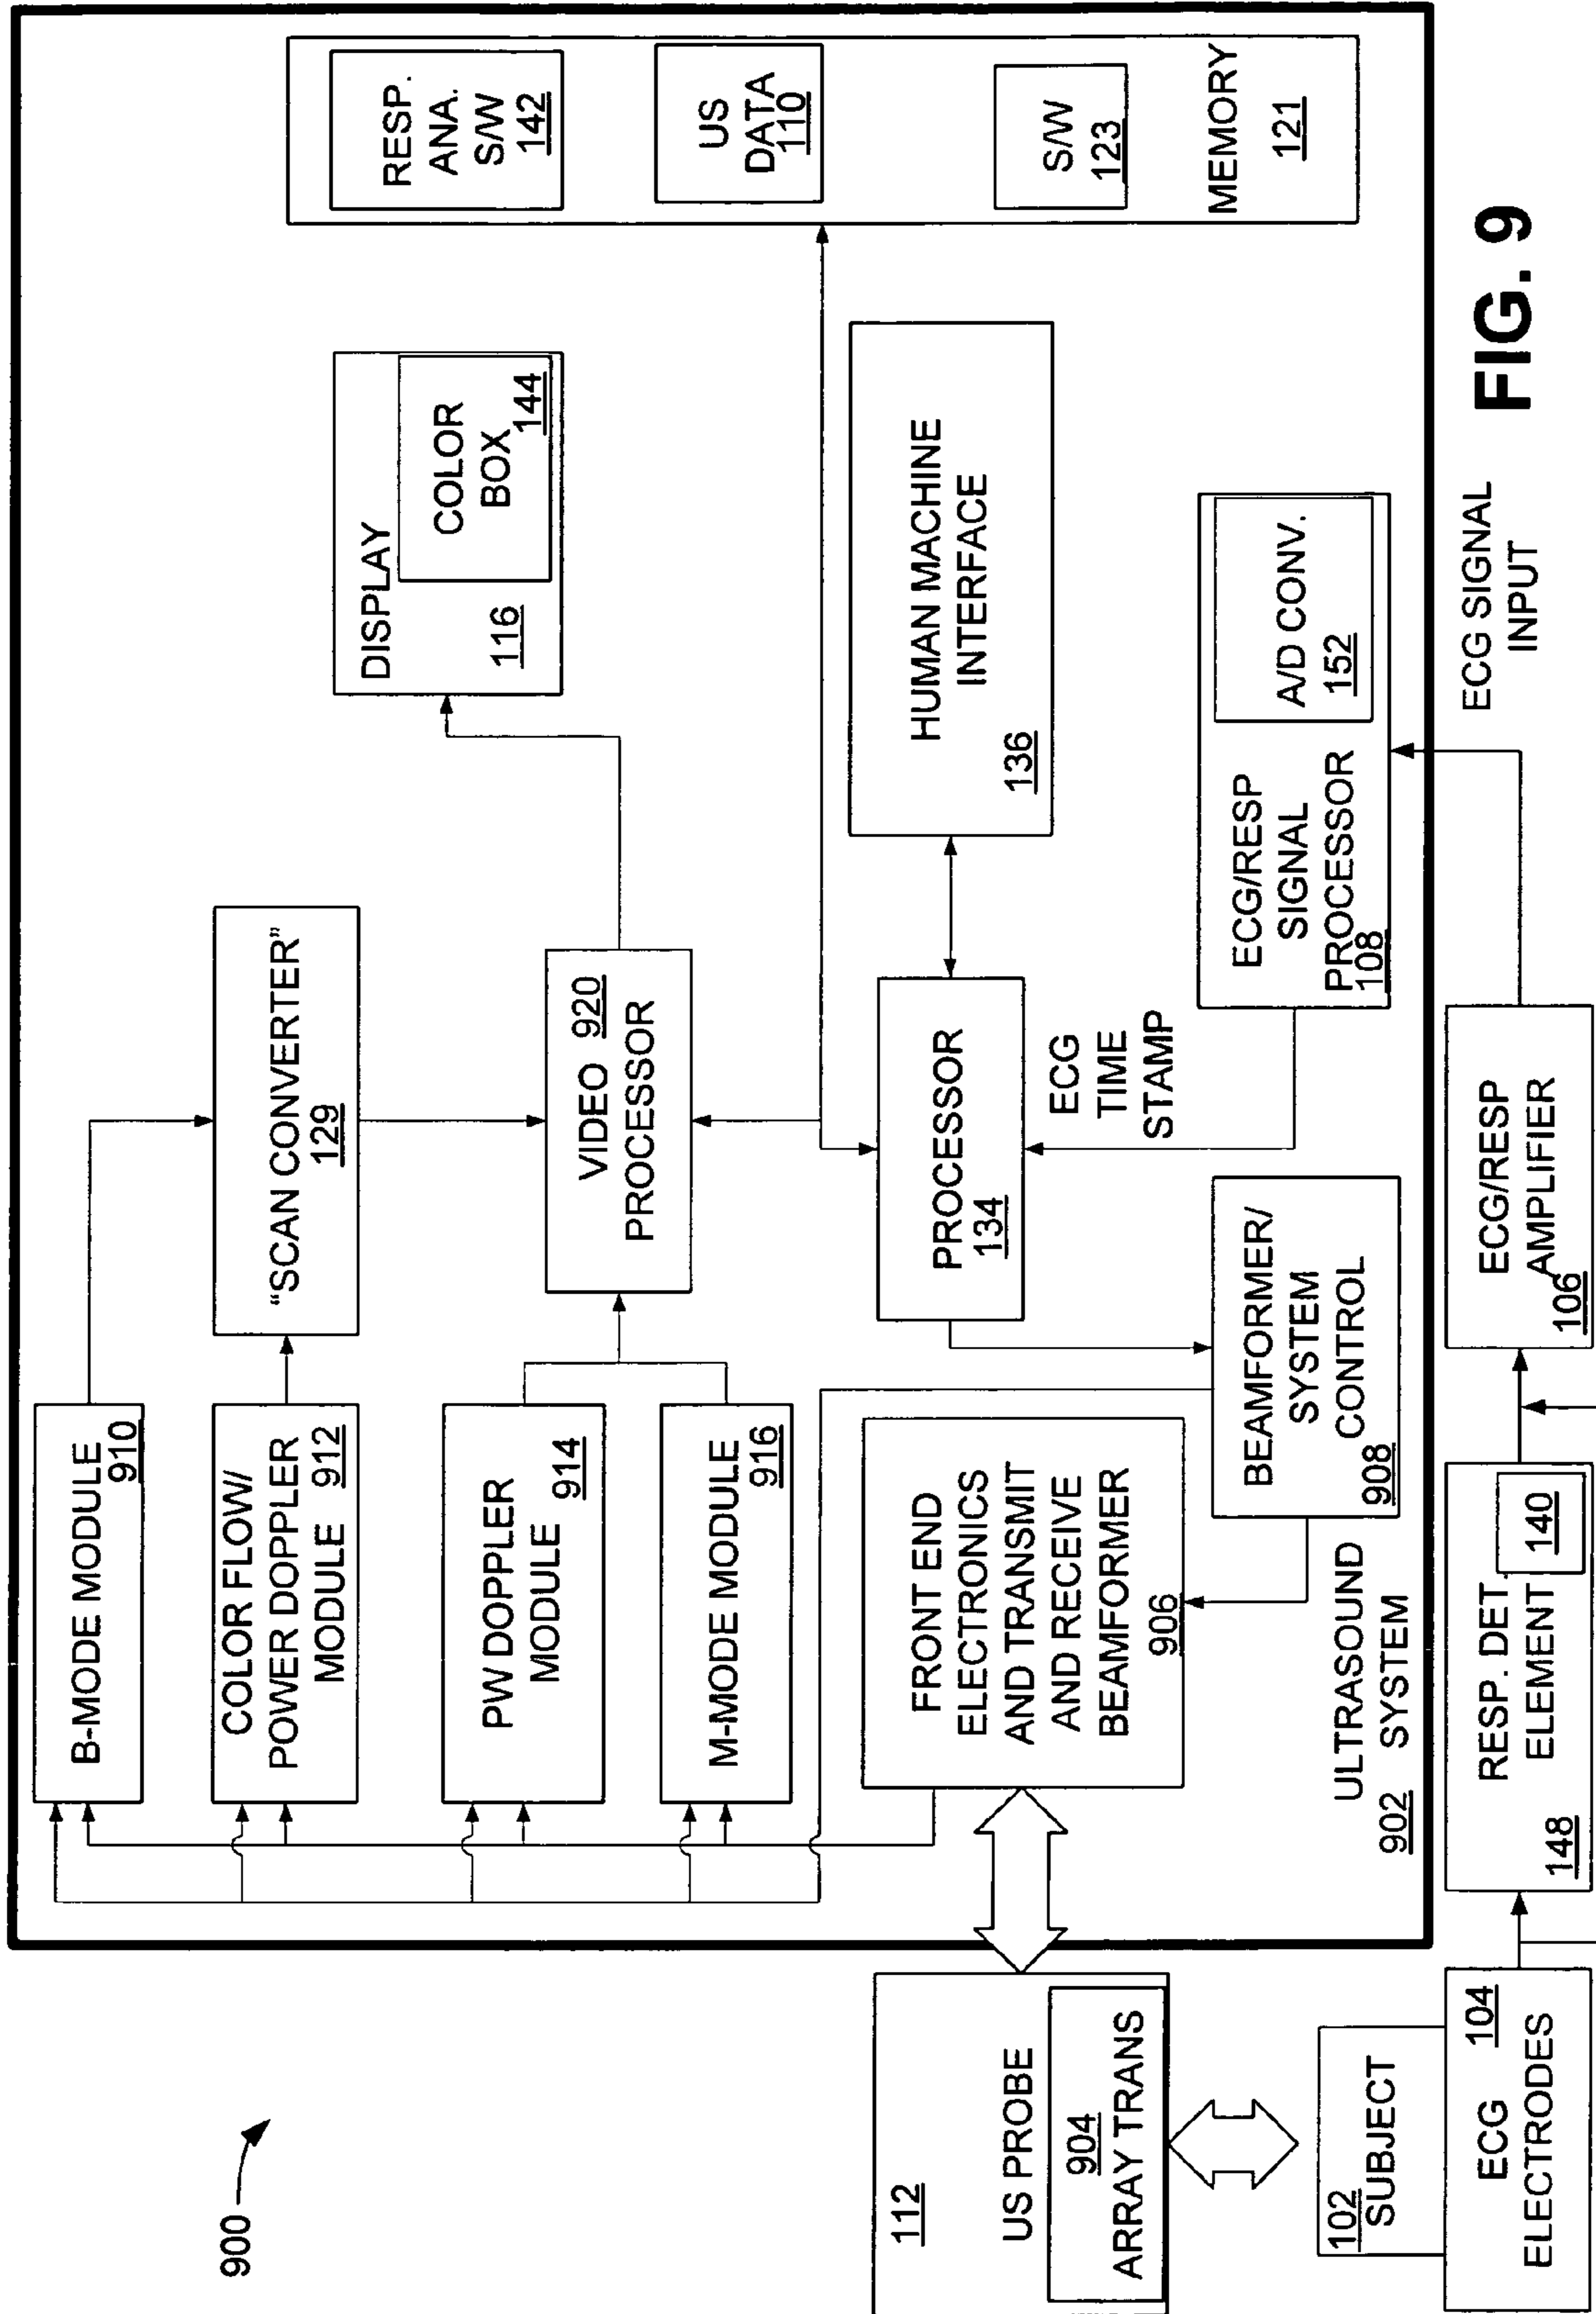 900
B-MODE MODULE
910
COLOR FLOW/
POWER DOPPLER
MODULE 912
PW DOPPLER
MODULE
914
M-MODE MODULE
916
"SCAN CONVERTER"
129
VIDEO 920
PROCESSOR
DISPLAY
116
COLOR
BOX
144
RESP.
ANA.
S/W
142
US
DATA
110
S/W
123
MEMORY
121
112
US PROBE
904
ARRAY TRANS
FRONT END
ELECTRONICS
AND TRANSMIT
AND RECEIVE
BEAMFORMER
906
PROCESSOR
134
HUMAN MACHINE
INTERFACE
136
ECG
TIME
STAMP
BEAMFORMER/
SYSTEM
CONTROL
908
ECG/RESP
SIGNAL
PROCESSOR
108
A/D CONV.
152
ULTRASOUND
902 SYSTEM
102
SUBJECT
ECG 104
ELECTRODES
RESP. DET.
ELEMENT
140
148
ECG/RESP
AMPLIFIER
106
ECG SIGNAL
INPUT
FIG. 9